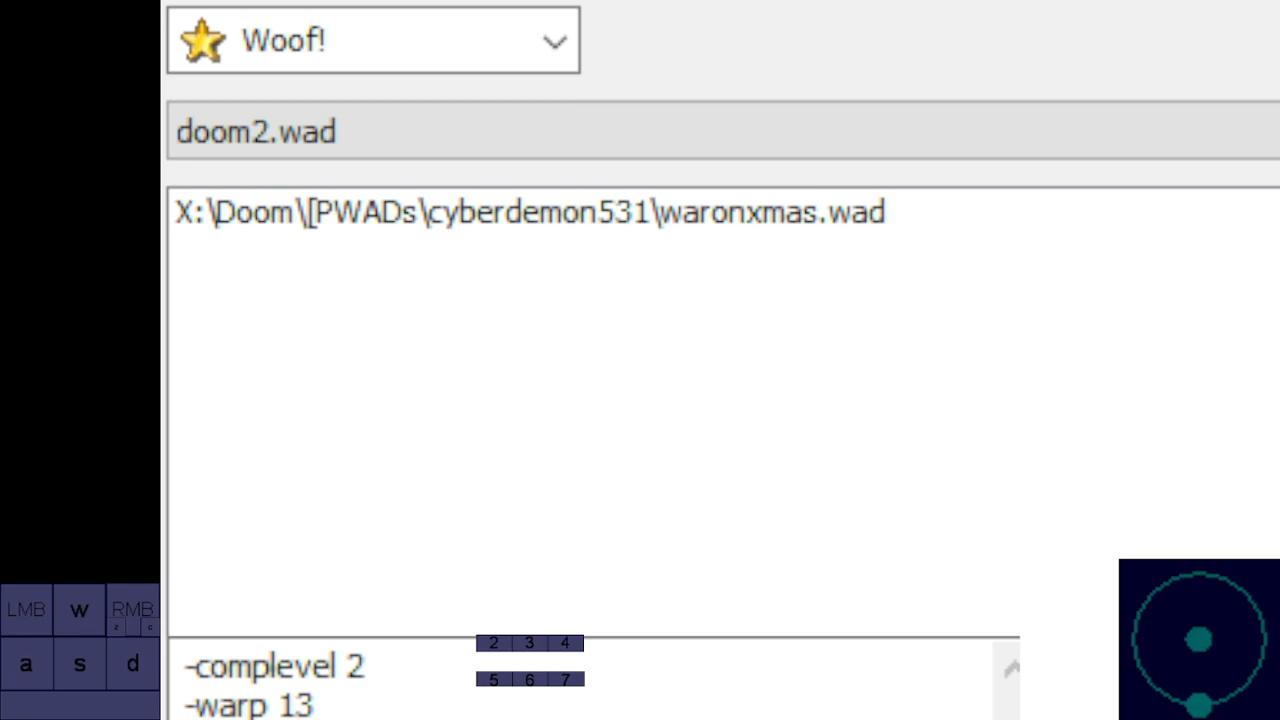 Woof!
doom2.wad
X:\Doom\[PWADs\cyberdemon531\waronxmas.wad
LMB w RMB
z c
a s d
2 3 4
5 6 7
-complevel 2
-warp 13